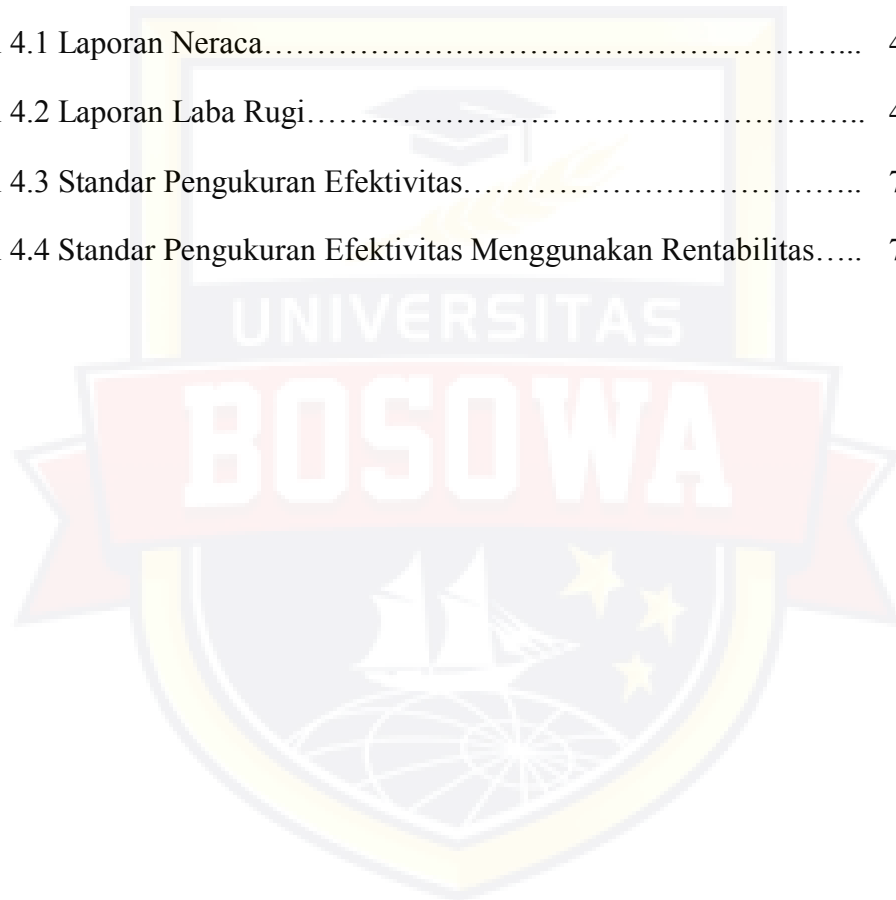 4.1 Laporan Neraca…………………………………………………...
4.2 Laporan Laba Rugi……………………………………………..
4.3 Standar Pengukuran Efektivitas………………………………..
4.4 Standar Pengukuran Efektivitas Menggunakan Rentabilitas…..
UNIVERSITAS
BOSOWA